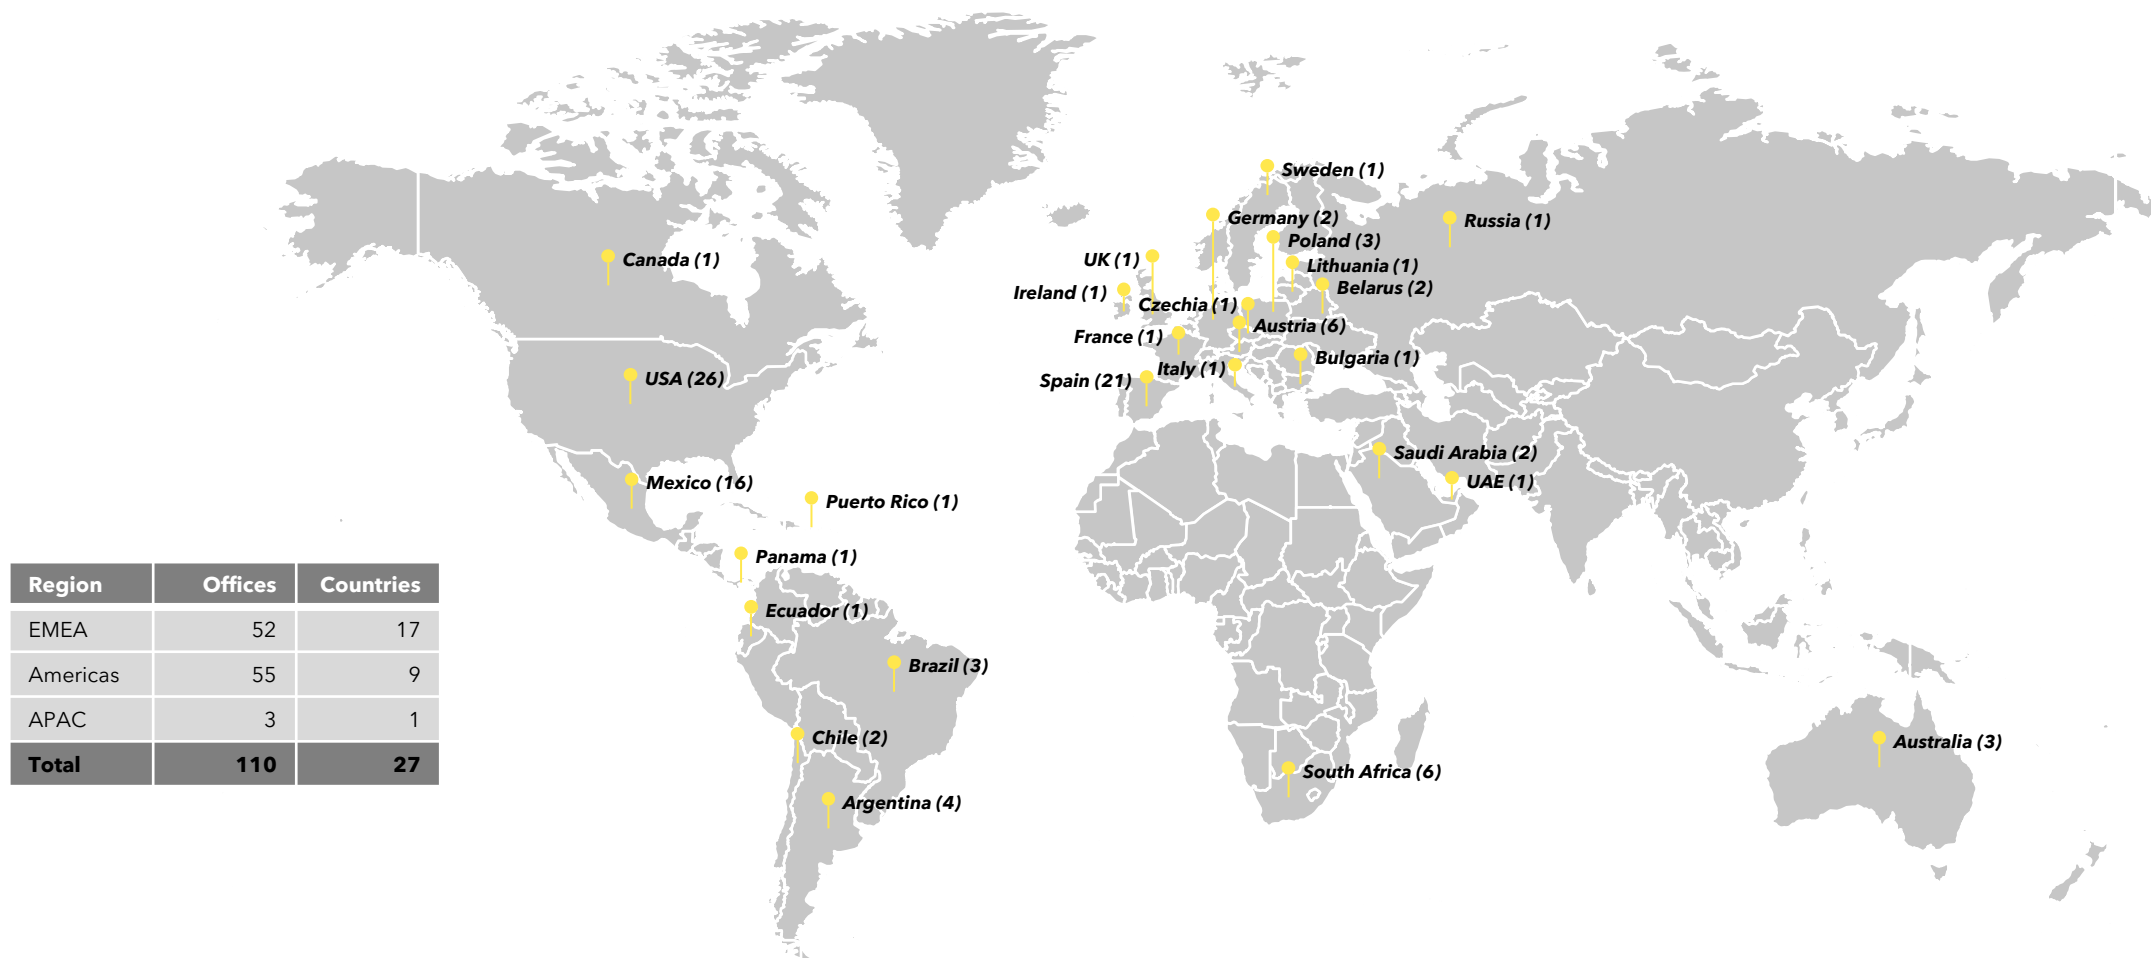 Sweden (1)
Germany (2)
Russia (1)
Poland (3)
Canada (1)
UK (1)
Lithuania (1)
Ireland (1)
Belarus (2)
Czechia (1)
Austria (6)
France (1)
Bulgaria (1)
Italy (1)
USA (26)
Spain (21)
Saudi Arabia (2)
Mexico (16)
UAE (1)
Puerto Rico (1)
Panama (1)
Ecuador (1)
Brazil (3)
Chile (2)
Australia (3)
South Africa (6)
Argentina (4)
Region Offices Countries
EMEA 52 17
Americas 55 9
APAC 3 1
Total 110 27